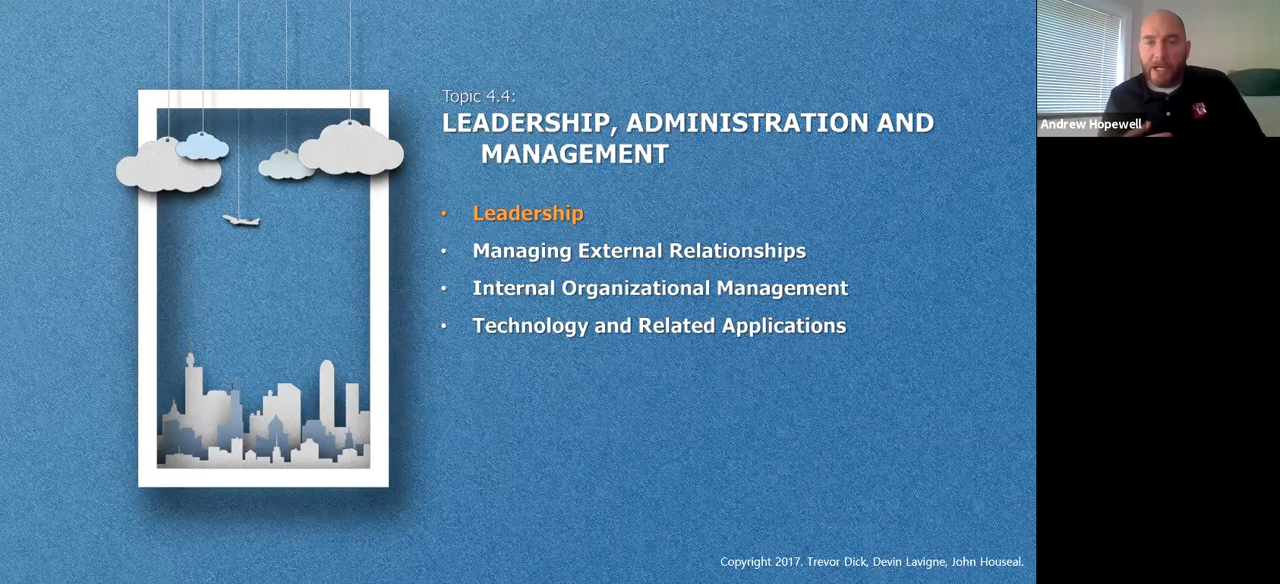 Topic 4.4:
LEADERSHIP, ADMINISTRATION AND
MANAGEMENT
• Leadership
• Managing External Relationships
• Internal Organizational Management
• Technology and Related Applications
Andrew Hopewell
Copyright 2017. Trevor Dick, Devin Lavigne, John Houseal.